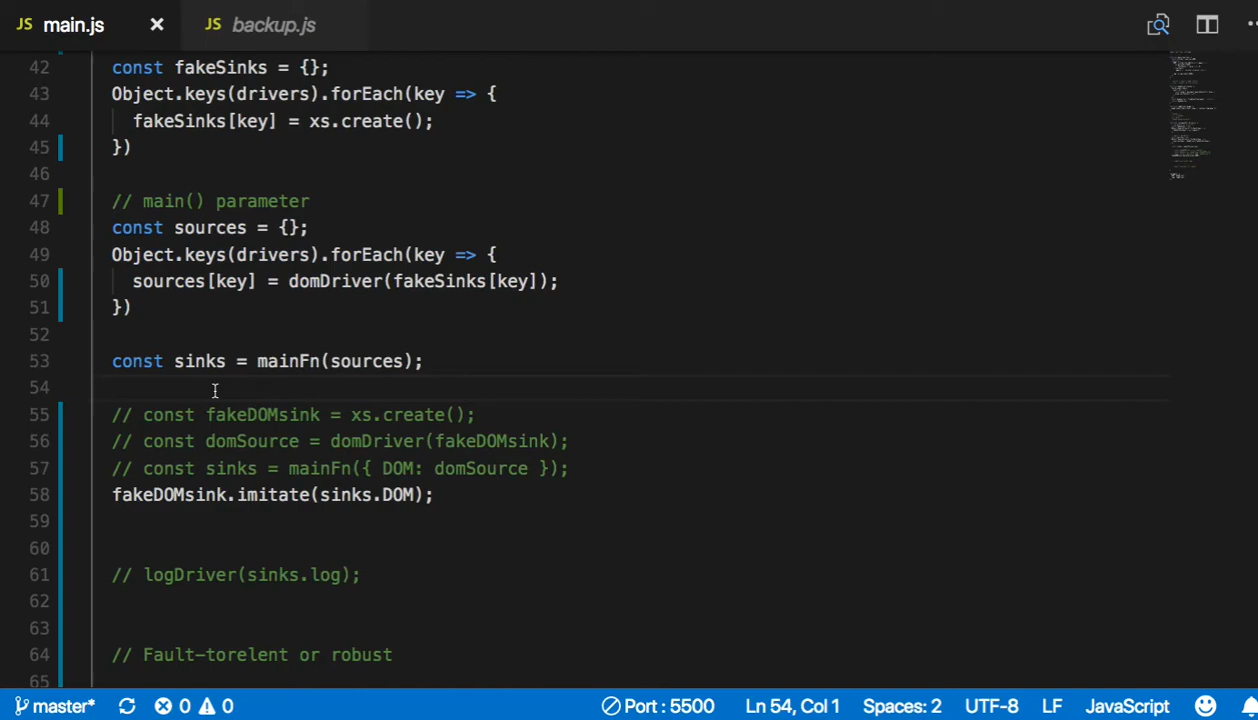 JS main.js × JS backup.js
42 const fakeSinks = {};
43 Object.keys(drivers).forEach(key => {
44 fakeSinks[key] = xs.create();
45 })
46
47 // main() parameter
48 const sources = {};
49 Object.keys(drivers).forEach(key => {
50 sources[key] = domDriver(fakeSinks[key]);
51 })
52
53 const sinks = mainFn(sources);
54
55 // const fakeDOMsink = xs.create();
56 // const domSource = domDriver(fakeDOMsink);
57 // const sinks = mainFn({ DOM: domSource });
58 fakeDOMsink.imitate(sinks.DOM);
59
60
61 // logDriver(sinks.log);
62
63
64 // Fault-torelent or robust
65
master* 0 0 Port : 5500 Ln 54, Col 1 Spaces: 2 UTF-8 LF JavaScript